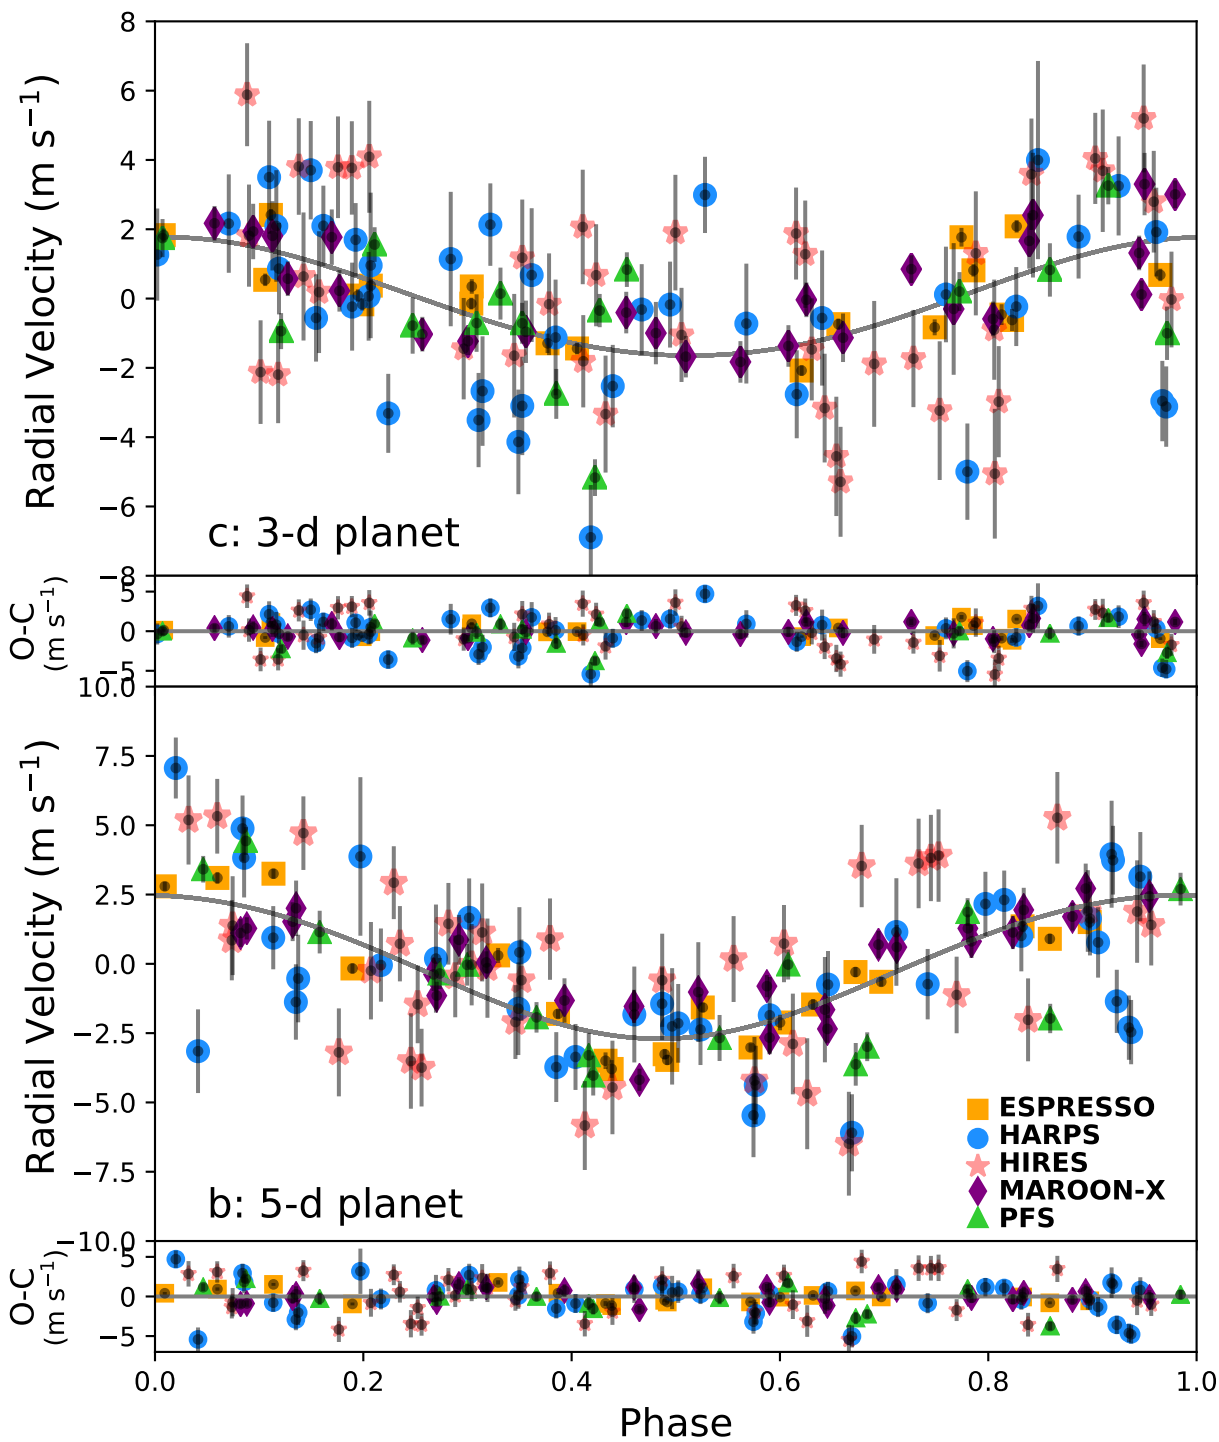 8
6
4
2
0
−2
−4
−6
−8
Radial Velocity (m s⁻¹)
c: 3-d planet
5
0
−5
O-C
(m s⁻¹)
10.0
7.5
5.0
2.5
0.0
−2.5
−5.0
−7.5
−10.0
Radial Velocity (m s⁻¹)
ESPRESSO
HARPS
HIRES
MAROON-X
PFS
b: 5-d planet
5
0
−5
O-C
(m s⁻¹)
0.0 0.2 0.4 0.6 0.8 1.0
Phase